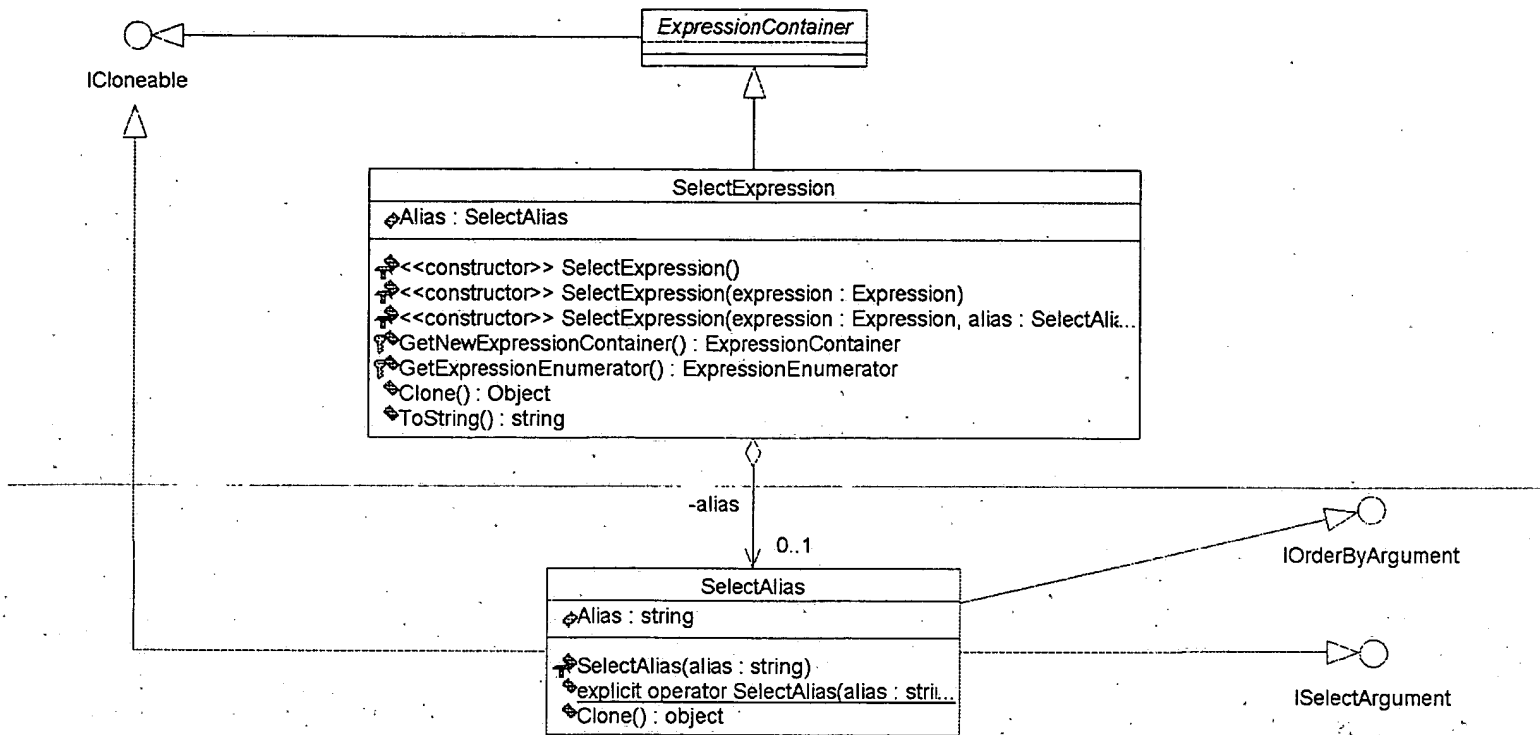 ExpressionContainer
ICloneable
SelectExpression
Alias : SelectAlias
<<constructor>> SelectExpression()
<<constructor>> SelectExpression(expression : Expression)
<<constructor>> SelectExpression(expression : Expression, alias : SelectAlia...
GetNewExpressionContainer() : ExpressionContainer
GetExpressionEnumerator() : ExpressionEnumerator
Clone() : Object
ToString() : string
-alias
0..1
IOrderByArgument
SelectAlias
Alias : string
SelectAlias(alias : string)
explicit operator SelectAlias(alias : strin...
Clone() : object
ISelectArgument